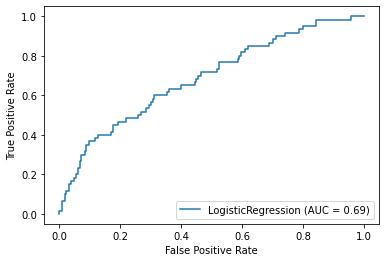 1.0
0.8
0.6
0.4
0.2
0.0
True Positive Rate
LogisticRegression (AUC = 0.69)
0.0 0.2 0.4 0.6 0.8 1.0
False Positive Rate